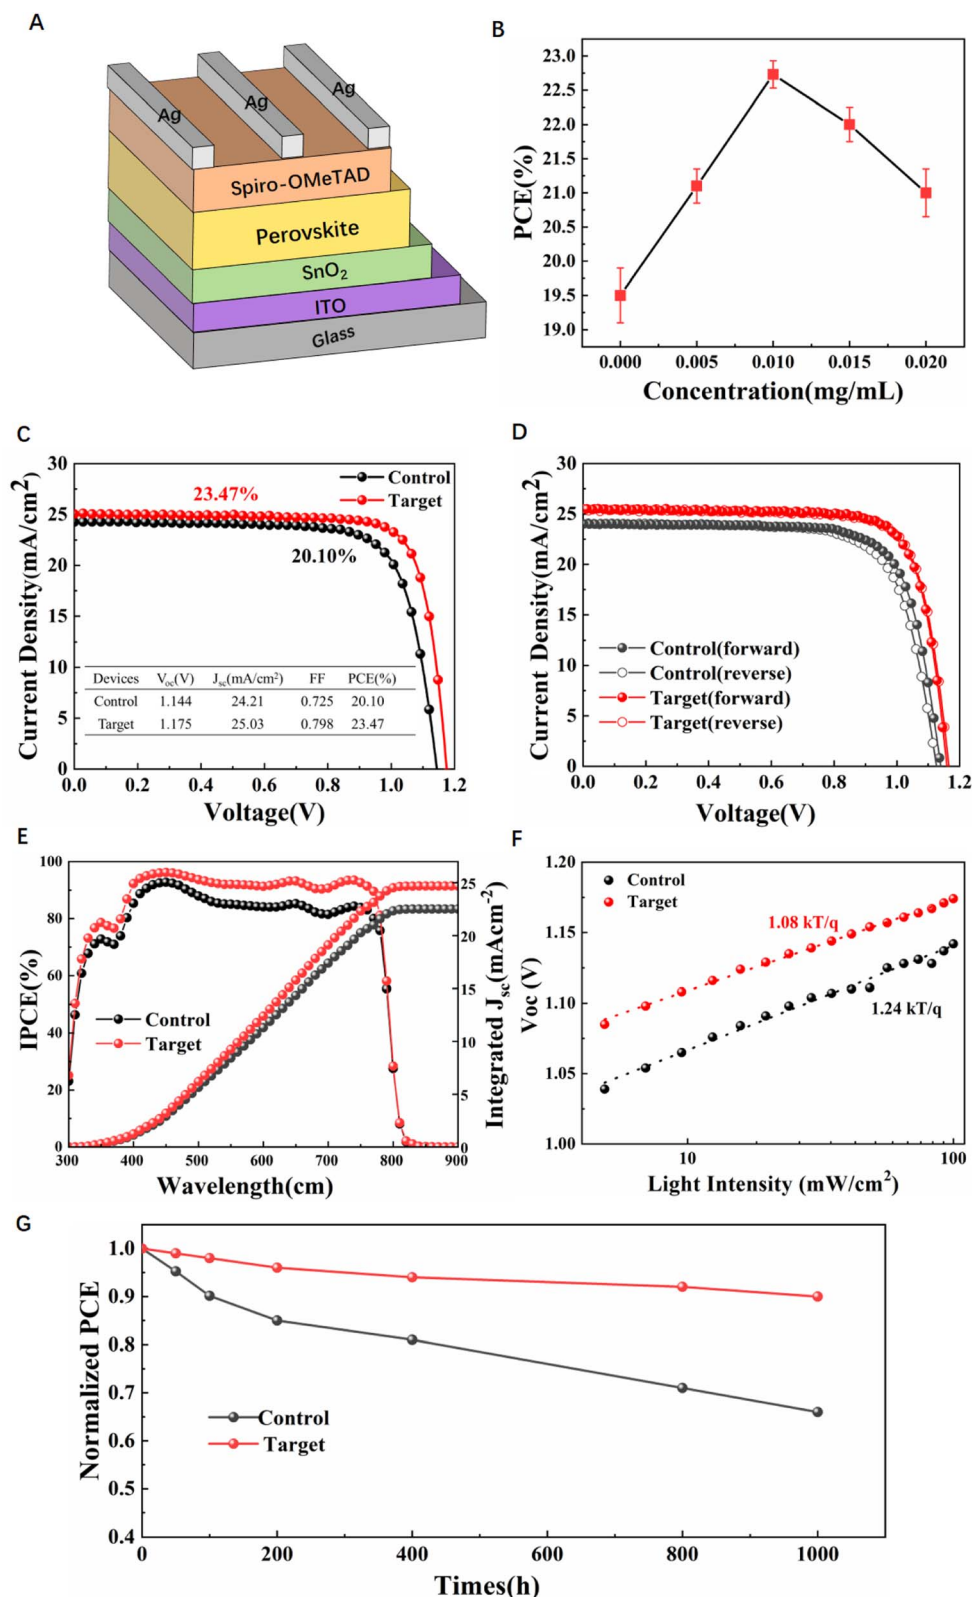 A
Ag
Ag
Ag
Spiro-OMeTAD
Perovskite
SnO₂
ITO
Glass
B
PCE(%)
23.0
22.5
22.0
21.5
21.0
20.5
20.0
19.5
19.0
0.000 0.005 0.010 0.015 0.020
Concentration(mg/mL)
C
Current Density(mA/cm²)
30
25
20
15
10
5
0
23.47%
20.10%
Control
Target
Devices Voc(V) Jsc(mA/cm²) FF PCE(%)
Control 1.144 24.21 0.725 20.10
Target 1.175 25.03 0.798 23.47
0.0 0.2 0.4 0.6 0.8 1.0 1.2
Voltage(V)
D
Current Density(mA/cm²)
30
25
20
15
10
5
0
Control(forward)
Control(reverse)
Target(forward)
Target(reverse)
0.0 0.2 0.4 0.6 0.8 1.0 1.2
Voltage(V)
E
IPCE(%)
100
80
60
40
20
0
Control
Target
25
20
15
10
5
0
Integrated Jsc(mAcm⁻²)
300 400 500 600 700 800 900
Wavelength(cm)
F
Voc (V)
1.20
1.15
1.10
1.05
1.00
Control
Target
1.08 kT/q
1.24 kT/q
10 100
Light Intensity (mW/cm²)
G
Normalized PCE
1.0
0.9
0.8
0.7
0.6
0.5
0.4
Control
Target
0 200 400 600 800 1000
Times(h)